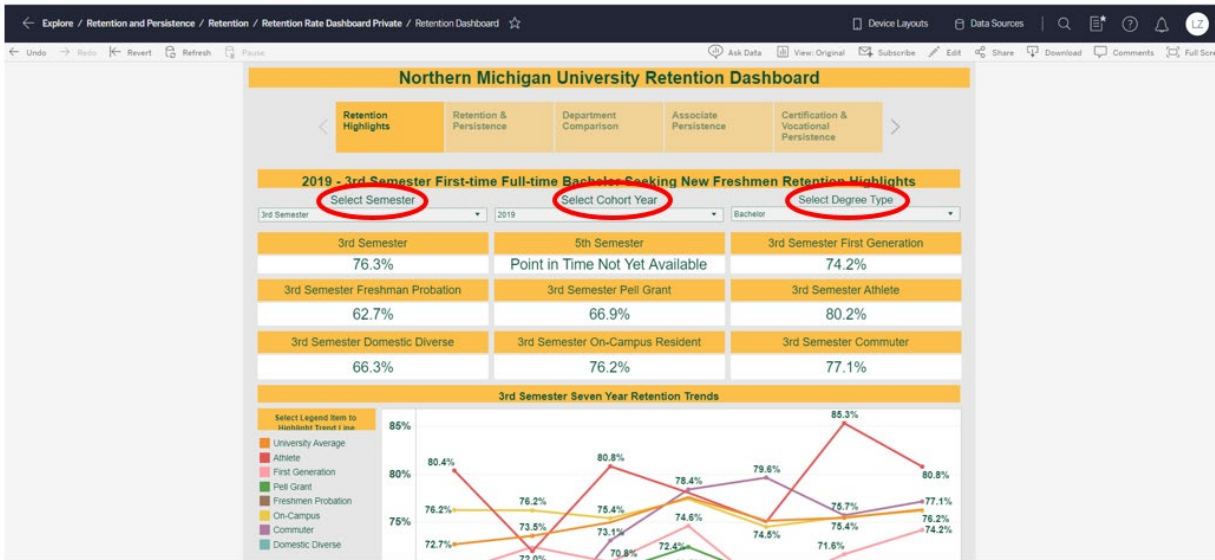 Explore / Retention and Persistence / Retention / Retention Rate Dashboard Private / Retention Dashboard
Device Layouts
Data Sources
LZ
Undo
Redo
Revert
Refresh
Pause
Ask Data
View: Original
Subscribe
Edit
Share
Download
Comments
Full Scre
Northern Michigan University Retention Dashboard
Retention Highlights
Retention & Persistence
Department Comparison
Associate Persistence
Certification & Vocational Persistence
2019 - 3rd Semester First-time Full-time Bachelor Seeking New Freshmen Retention Highlights
Select Semester
Select Cohort Year
Select Degree Type
3rd Semester
2019
Bachelor
3rd Semester
5th Semester
3rd Semester First Generation
76.3%
Point in Time Not Yet Available
74.2%
3rd Semester Freshman Probation
3rd Semester Pell Grant
3rd Semester Athlete
62.7%
66.9%
80.2%
3rd Semester Domestic Diverse
3rd Semester On-Campus Resident
3rd Semester Commuter
66.3%
76.2%
77.1%
3rd Semester Seven Year Retention Trends
Select Legend Item to
Highlight Trend Line
University Average
Athlete
First Generation
Pell Grant
Freshmen Probation
On-Campus
Commuter
Domestic Diverse
85%
80%
75%
85.3%
80.4%
80.8%
79.6%
80.8%
78.4%
76.2%
76.2%
75.4%
75.7%
77.1%
76.2%
74.2%
73.5%
73.1%
74.6%
74.5%
75.4%
72.7%
72.0%
70.8%
72.4%
71.6%